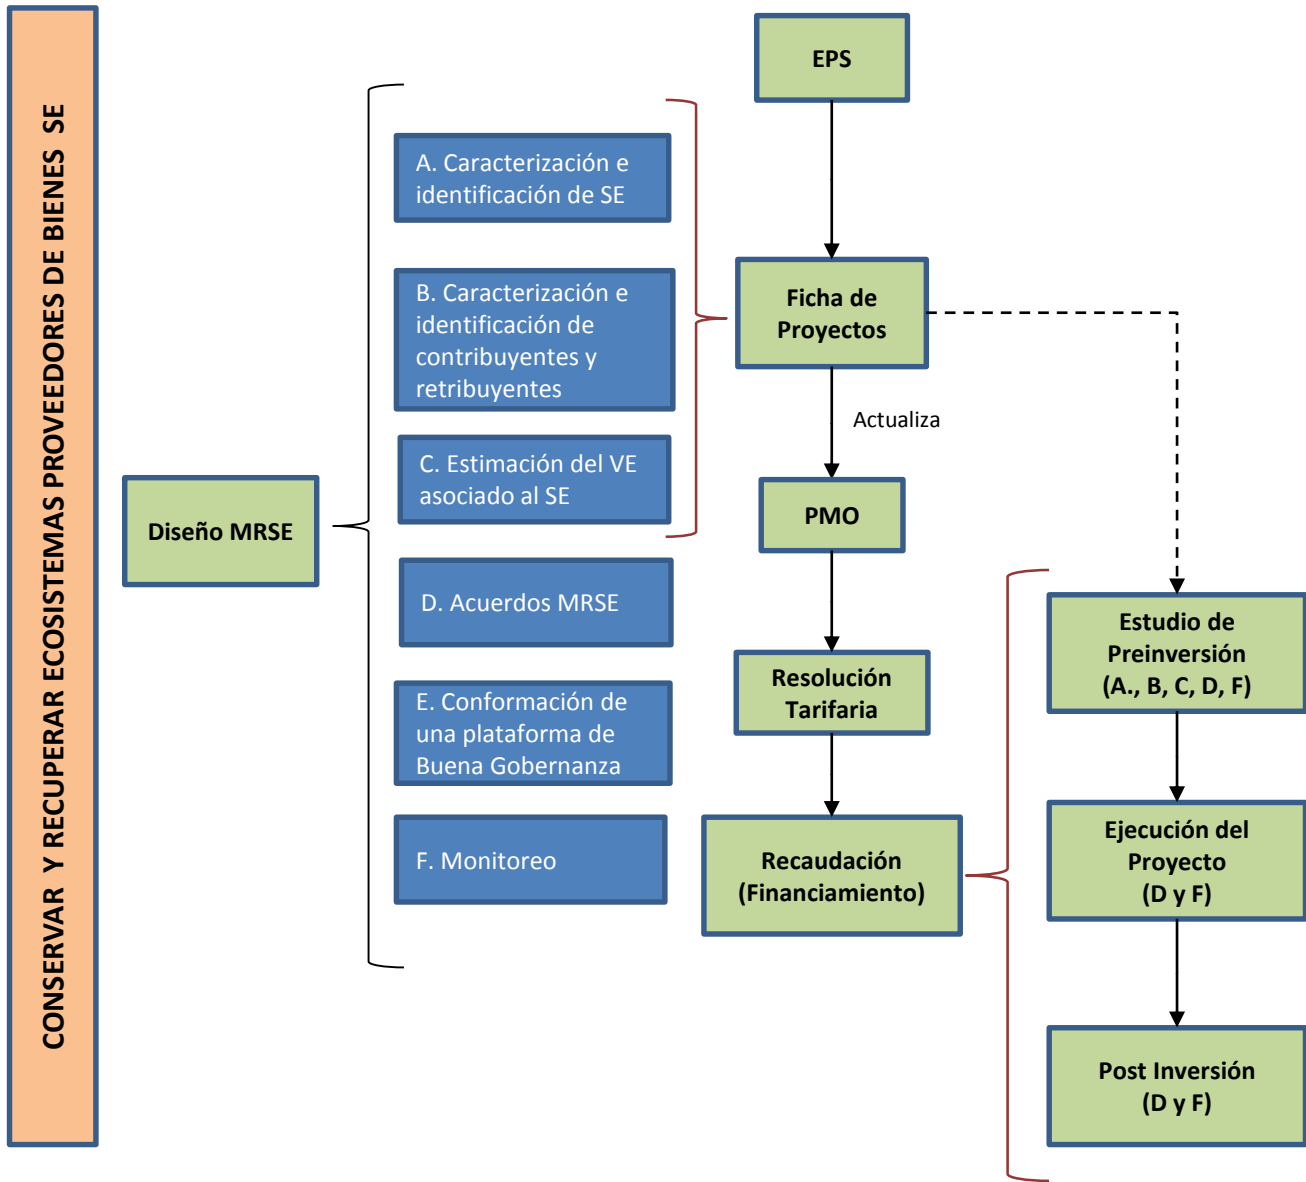 CONSERVAR Y RECUPERAR ECOSISTEMAS PROVEEDORES DE BIENES SE
Diseño MRSE
A. Caracterización e
identificación de SE
B. Caracterización e
identificación de
contribuyentes y
retribuyentes
C. Estimación del VE
asociado al SE
D. Acuerdos MRSE
E. Conformación de
una plataforma de
Buena Gobernanza
F. Monitoreo
EPS
Ficha de
Proyectos
Actualiza
PMO
Resolución
Tarifaria
Recaudación
(Financiamiento)
Estudio de
Preinversión
(A., B, C, D, F)
Ejecución del
Proyecto
(D y F)
Post Inversión
(D y F)